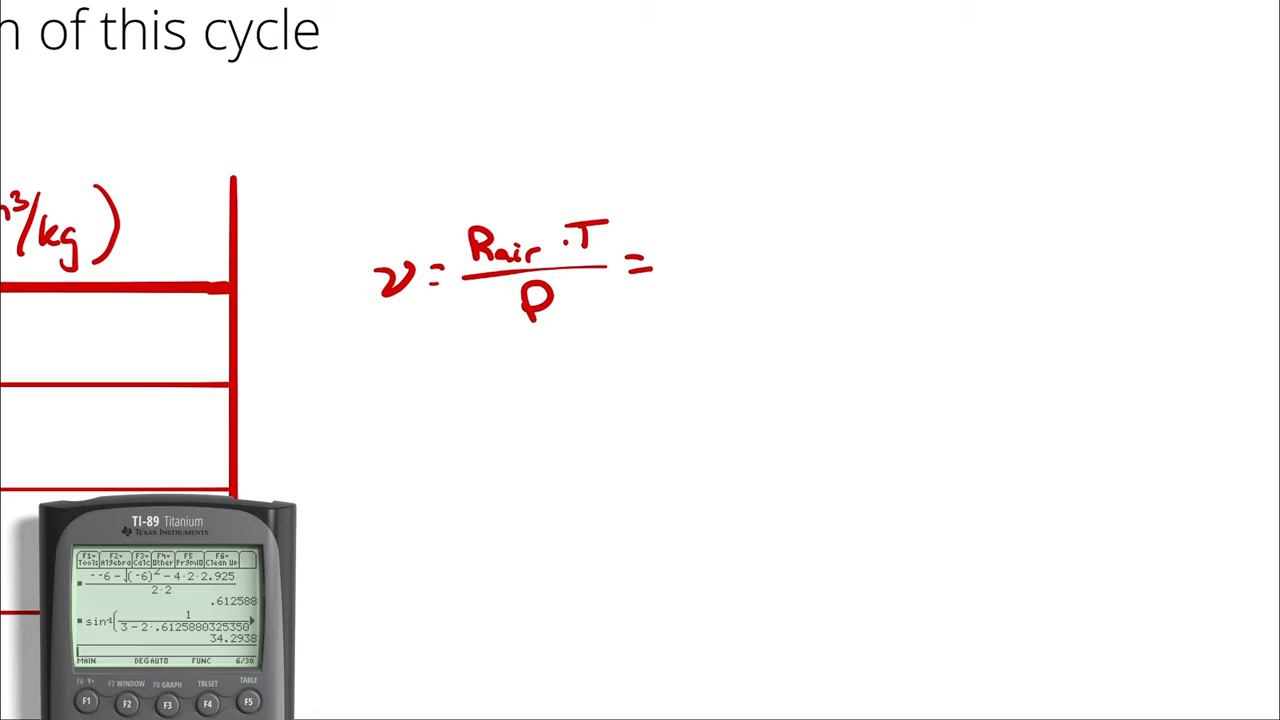 n of this cycle
m³/kg)
ν = Rair · T / P =
TI-89 Titanium
TEXAS INSTRUMENTS
F1▾ F2▾ F3▾ F4▾ F5 F6▾
Tools Algebra Calc Other PrgmIO Clean Up
(--6 - √((-6)² - 4·2·2.925)) / (2·2)
.612588
sin⁻¹(1 / (3 - 2·.6125880325350
34.2938
MAIN DEG AUTO FUNC 6/30
F6 Y= F7 WINDOW F8 GRAPH TBLSET TABLE
F1 F2 F3 F4 F5